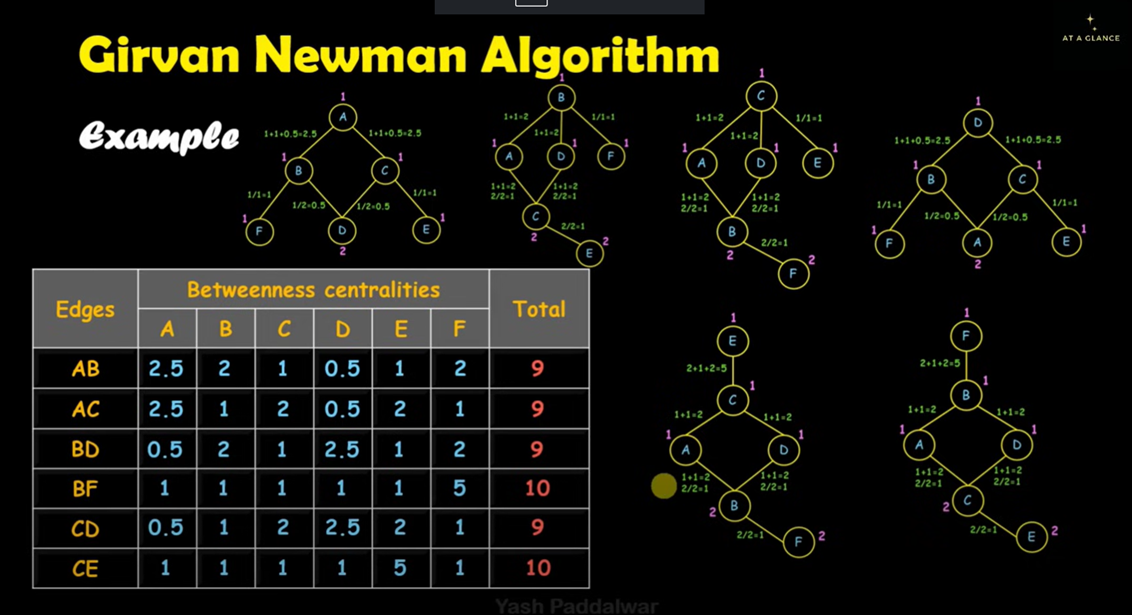 Girvan Newman Algorithm
AT A GLANCE
Example
1
A
1+1+0.5=2.5 1+1+0.5=2.5
1 1
B C
1/1=1 1/2=0.5 1/2=0.5 1/1=1
1 1
F D E
2
1
B
1+1=2 1+1=2 1/1=1
1 1 1
A D F
1+1=2 1+1=2
2/2=1 2/2=1
C
2 2/2=1 2
E
1
C
1+1=2 1+1=2 1/1=1
1 1 1
A D E
1+1=2 1+1=2
2/2=1 2/2=1
B
2 2/2=1 2
F
1
D
1+1+0.5=2.5 1+1+0.5=2.5
1 1
B C
1/1=1 1/2=0.5 1/2=0.5 1/1=1
1 1
F A E
2
Edges Betweenness centralities Total
A B C D E F
AB 2.5 2 1 0.5 1 2 9
AC 2.5 1 2 0.5 2 1 9
BD 0.5 2 1 2.5 1 2 9
BF 1 1 1 1 1 5 10
CD 0.5 1 2 2.5 2 1 9
CE 1 1 1 1 5 1 10
1
E
2+1+2=5
1
C
1+1=2 1+1=2
1 1
A D
1+1=2 1+1=2
2/2=1 2/2=1
2 B
2/2=1 F 2
1
F
2+1+2=5
1
B
1+1=2 1+1=2
1 1
A D
1+1=2 1+1=2
2/2=1 2/2=1
2 C
2/2=1 E 2
Yash Paddalwar